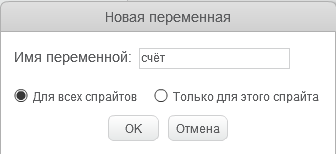 Новая переменная
Имя переменной: счёт
Для всех спрайтов Только для этого спрайта
OK Отмена